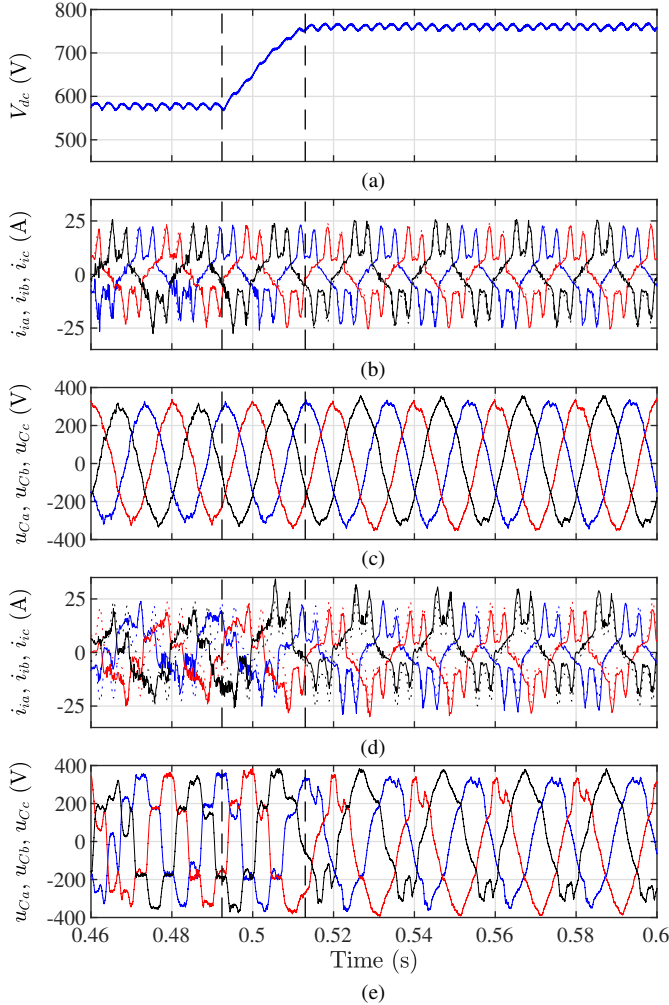 800
700
600
500
V_dc (V)
(a)
25
0
-25
i_ia, i_ib, i_ic (A)
(b)
400
200
0
-200
-400
u_Ca, u_Cb, u_Cc (V)
(c)
25
0
-25
i_ia, i_ib, i_ic (A)
(d)
400
200
0
-200
-400
u_Ca, u_Cb, u_Cc (V)
0.46 0.48 0.5 0.52 0.54 0.56 0.58 0.6
Time (s)
(e)